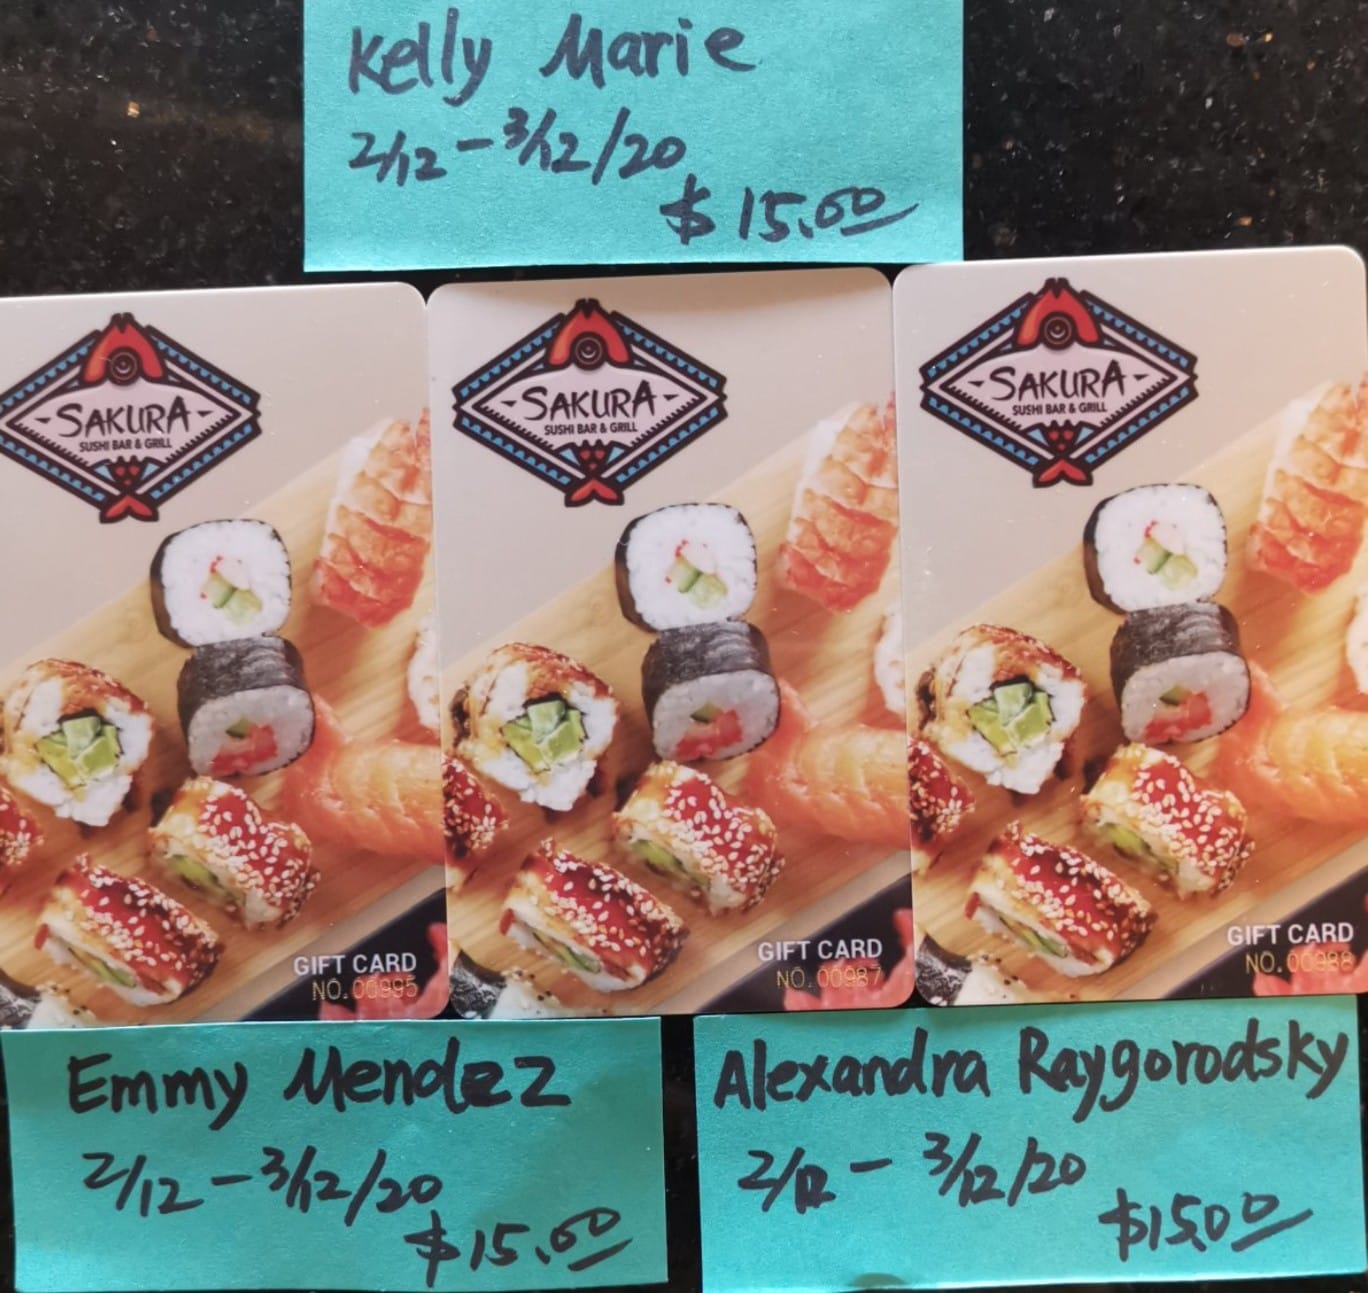 Kelly Marie
2/12 - 3/12/20
$ 15.00
- SAKURA -
SUSHI BAR & GRILL
GIFT CARD
NO. 00995
- SAKURA -
SUSHI BAR & GRILL
GIFT CARD
NO. 00987
- SAKURA -
SUSHI BAR & GRILL
GIFT CARD
NO. 00988
Emmy Mendez
2/12 - 3/12/20
$15.00
Alexandra Raygorodsky
2/12 - 3/12/20
$15.00